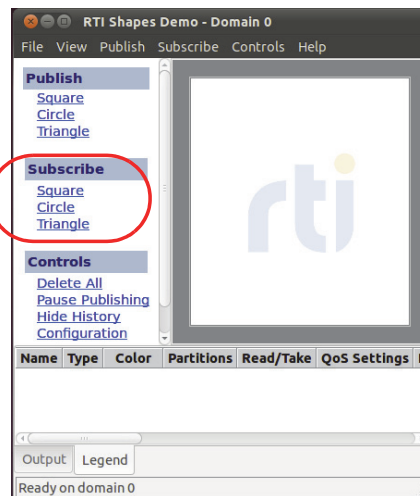 RTI Shapes Demo - Domain 0
File View Publish Subscribe Controls Help
Publish
Square
Circle
Triangle
Subscribe
Square
Circle
Triangle
Controls
Delete All
Pause Publishing
Hide History
Configuration
rti
Name Type Color Partitions Read/Take QoS Settings
Output Legend
Ready on domain 0